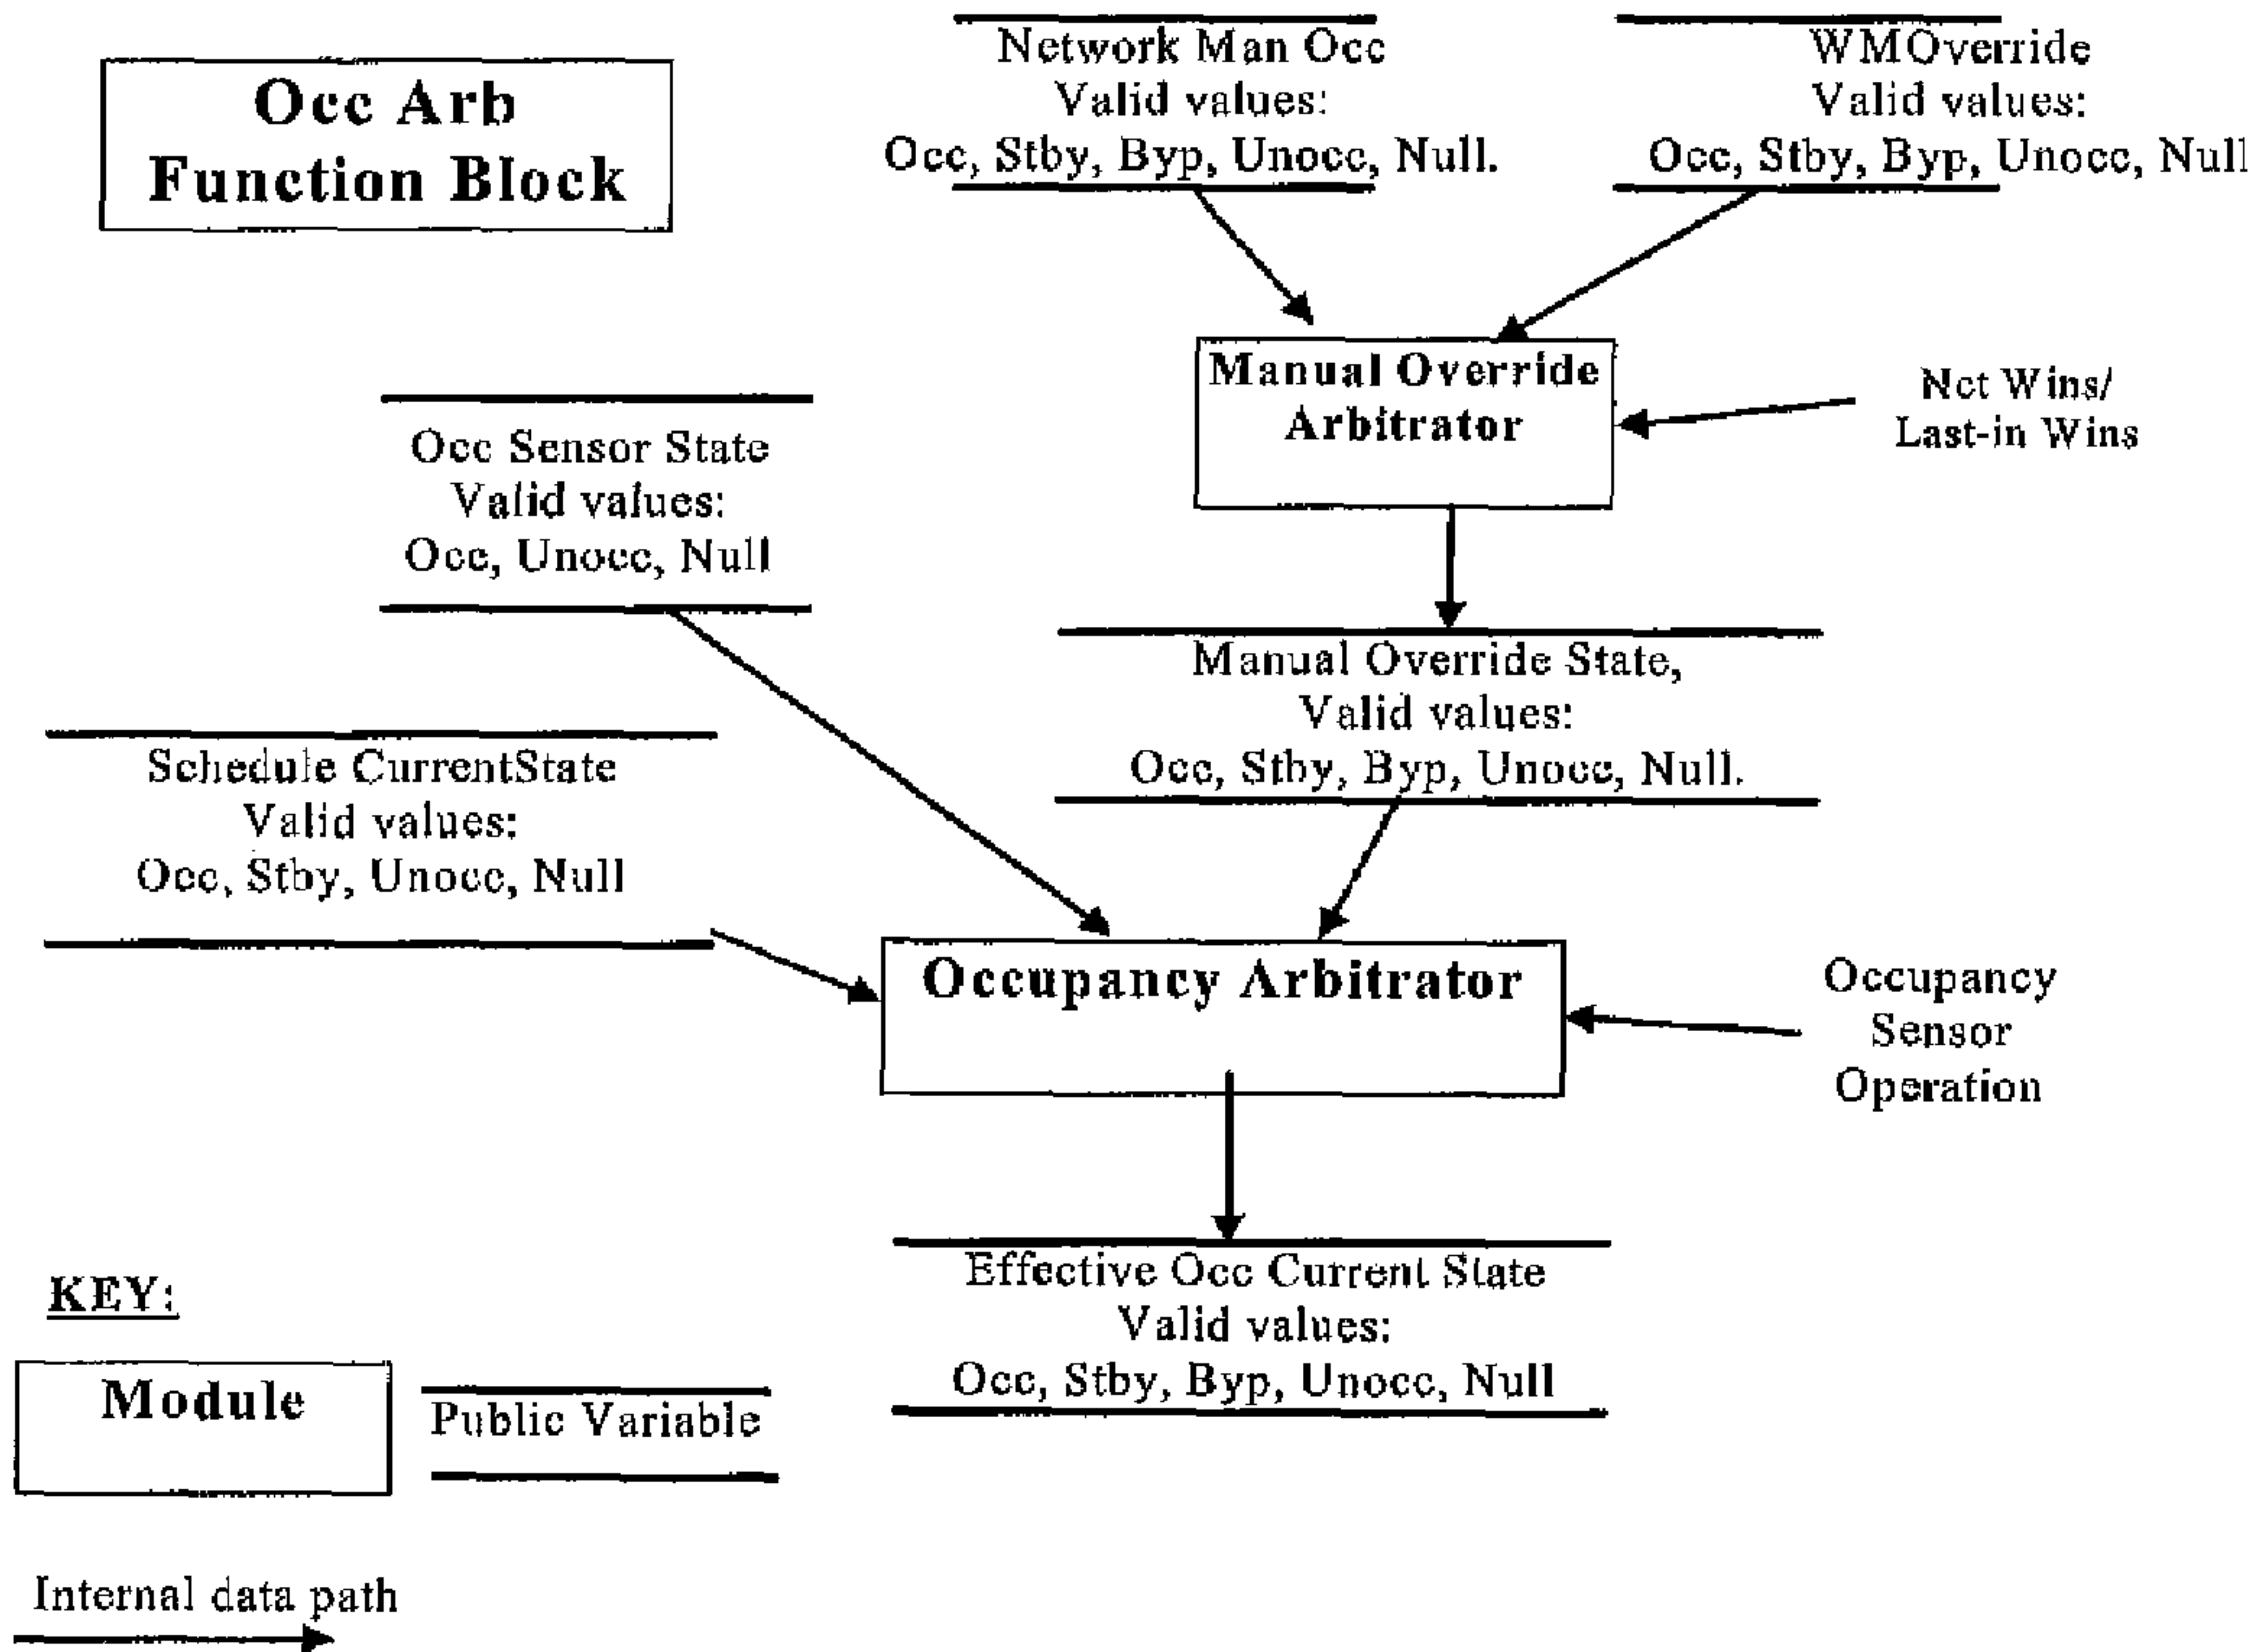 Occ Arb
Function Block
Network Man Occ
Valid values:
Occ, Stby, Byp, Unocc, Null.
WMOverride
Valid values:
Occ, Stby, Byp, Unocc, Null
Manual Override
Arbitrator
Net Wins/
Last-in Wins
Occ Sensor State
Valid values:
Occ, Unocc, Null
Manual Override State,
Valid values:
Occ, Stby, Byp, Unocc, Null.
Schedule CurrentState
Valid values:
Occ, Stby, Unocc, Null
Occupancy Arbitrator
Occupancy
Sensor
Operation
Effective Occ Current State
Valid values:
Occ, Stby, Byp, Unocc, Null
KEY:
Module
Public Variable
Internal data path